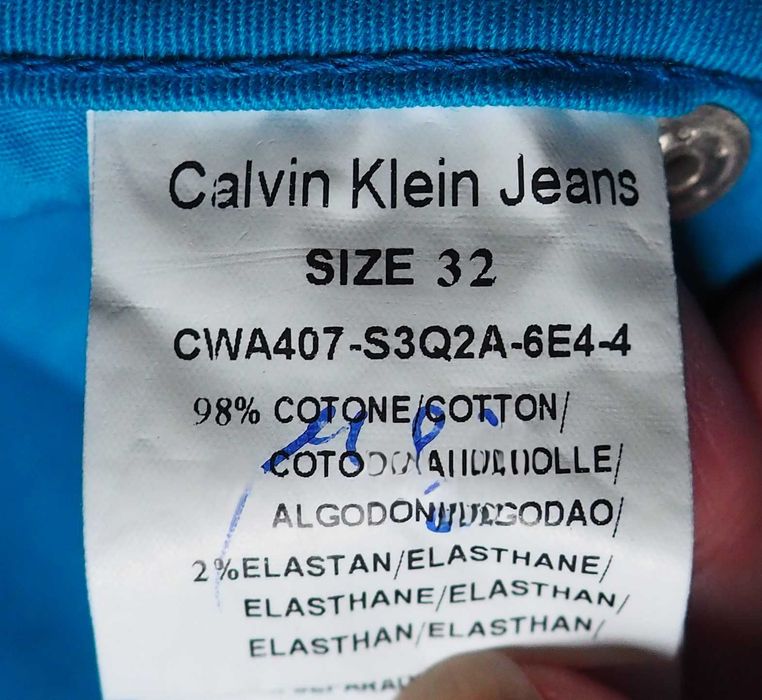 Calvin Klein Jeans
SIZE 32
CWA407-S3Q2A-6E4-4
98% COTONE/COTTON/
ALGODAO/
2%ELASTAN/ELASTHANE/
ELASTHANE/ELASTHAN/
ELASTHAN/ELASTHAN/